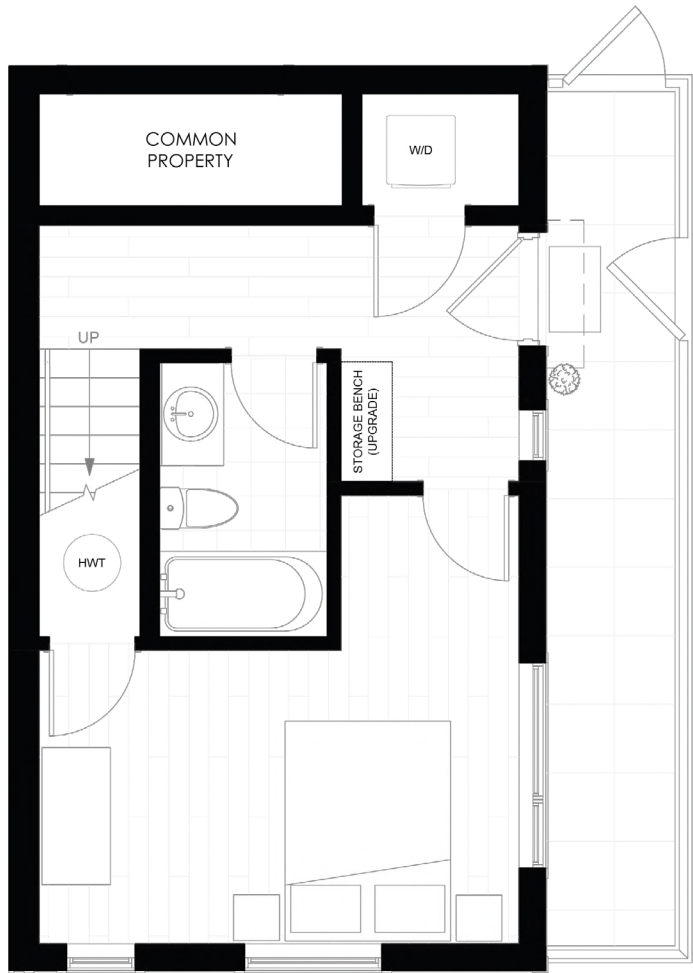 COMMON
PROPERTY
W/D
UP
STORAGE BENCH
(UPGRADE)
HWT